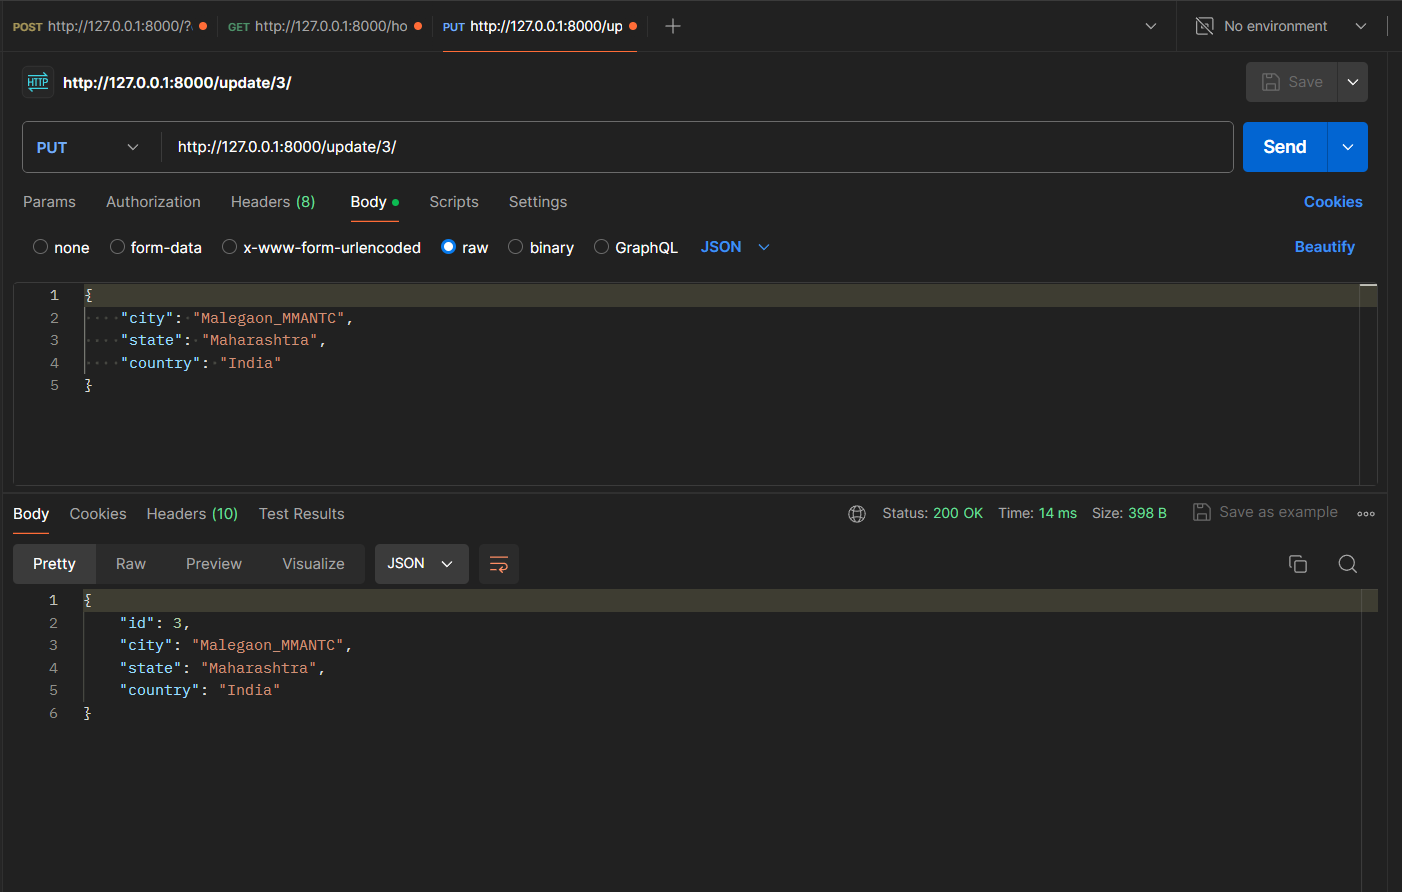 POST http://127.0.0.1:8000/?
GET http://127.0.0.1:8000/ho
PUT http://127.0.0.1:8000/up
No environment
HTTP http://127.0.0.1:8000/update/3/
Save
PUT http://127.0.0.1:8000/update/3/
Send
Params Authorization Headers (8) Body Scripts Settings Cookies
none form-data x-www-form-urlencoded raw binary GraphQL JSON Beautify
1 {
2 "city": "Malegaon_MMANTC",
3 "state": "Maharashtra",
4 "country": "India"
5 }
Body Cookies Headers (10) Test Results Status: 200 OK Time: 14 ms Size: 398 B Save as example
Pretty Raw Preview Visualize JSON
1 {
2 "id": 3,
3 "city": "Malegaon_MMANTC",
4 "state": "Maharashtra",
5 "country": "India"
6 }